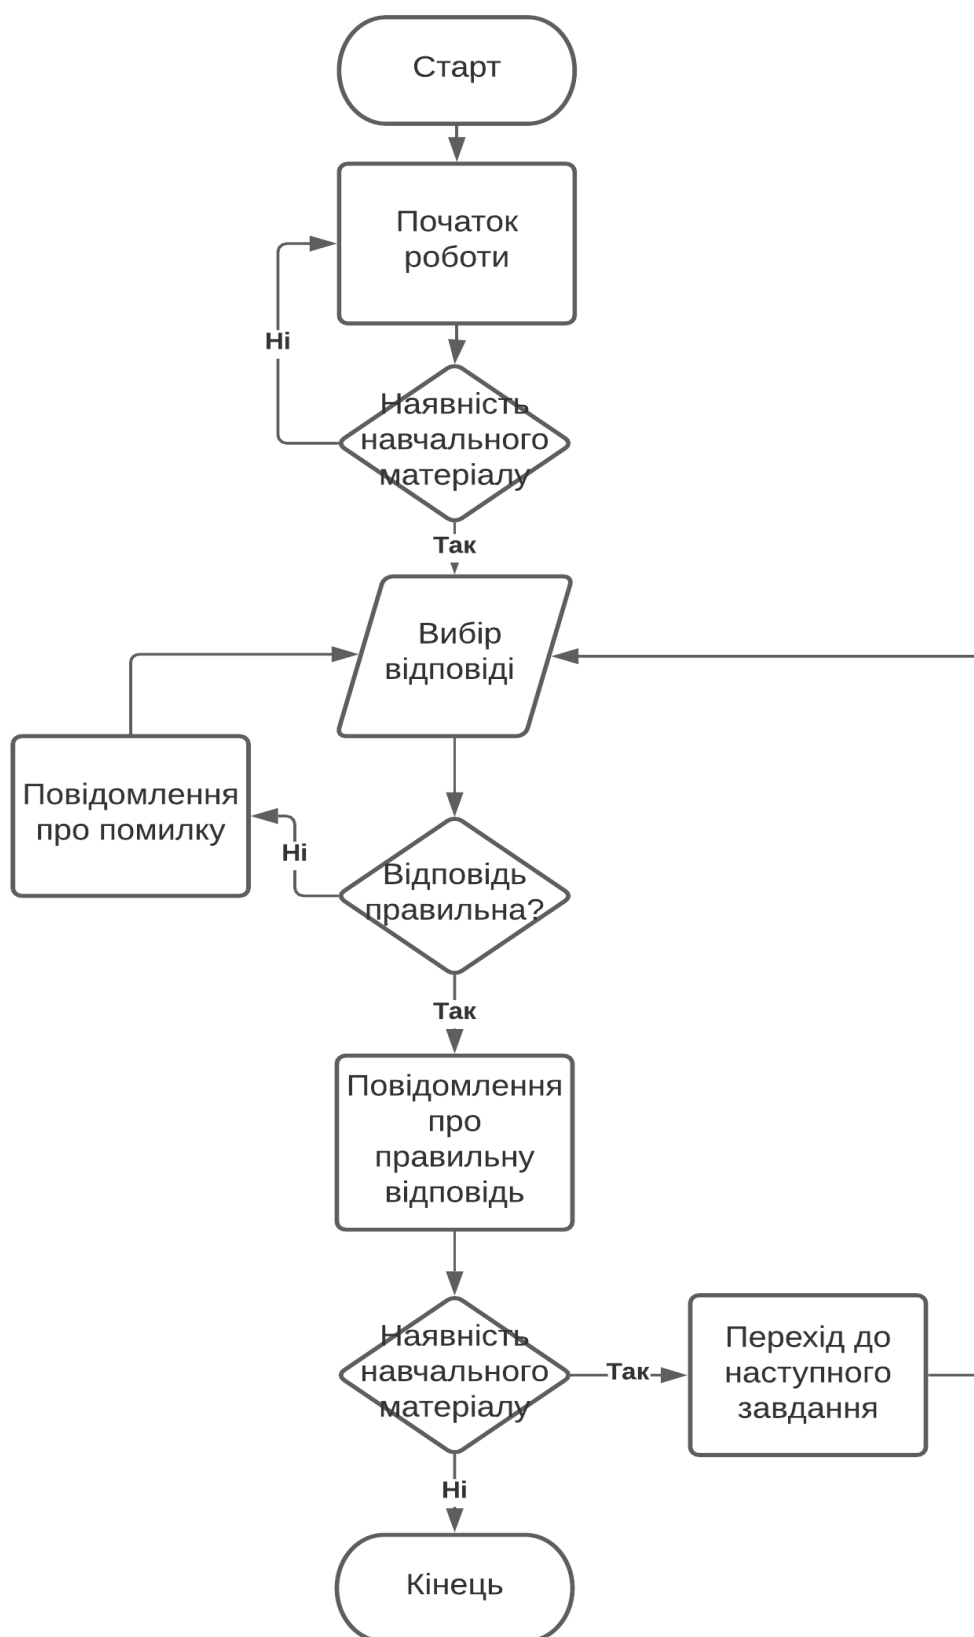 Старт
Початок
роботи
Ні
Наявність
навчального
матеріалу
Так
Вибір
відповіді
Повідомлення
про помилку
Ні
Відповідь
правильна?
Так
Повідомлення
про
правильну
відповідь
Наявність
навчального
матеріалу
Так
Перехід до
наступного
завдання
Ні
Кінець